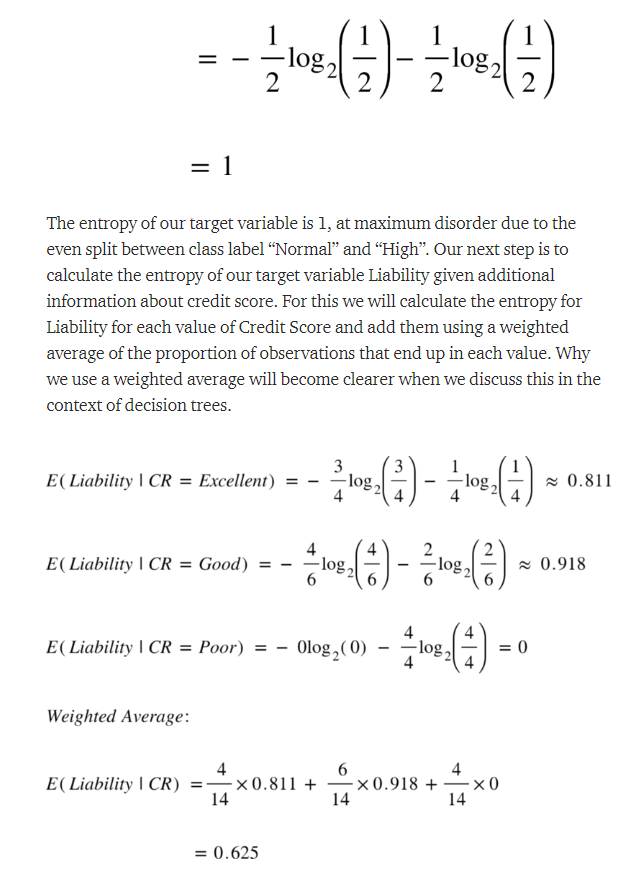 = − 1/2 log₂(1/2) − 1/2 log₂(1/2)
= 1
The entropy of our target variable is 1, at maximum disorder due to the
even split between class label “Normal” and “High”. Our next step is to
calculate the entropy of our target variable Liability given additional
information about credit score. For this we will calculate the entropy for
Liability for each value of Credit Score and add them using a weighted
average of the proportion of observations that end up in each value. Why
we use a weighted average will become clearer when we discuss this in the
context of decision trees.
E( Liability | CR = Excellent) = − 3/4 log₂(3/4) − 1/4 log₂(1/4) ≈ 0.811
E( Liability | CR = Good) = − 4/6 log₂(4/6) − 2/6 log₂(2/6) ≈ 0.918
E( Liability | CR = Poor) = − 0log₂(0) − 4/4 log₂(4/4) = 0
Weighted Average:
E( Liability | CR) = 4/14 × 0.811 + 6/14 × 0.918 + 4/14 × 0
= 0.625